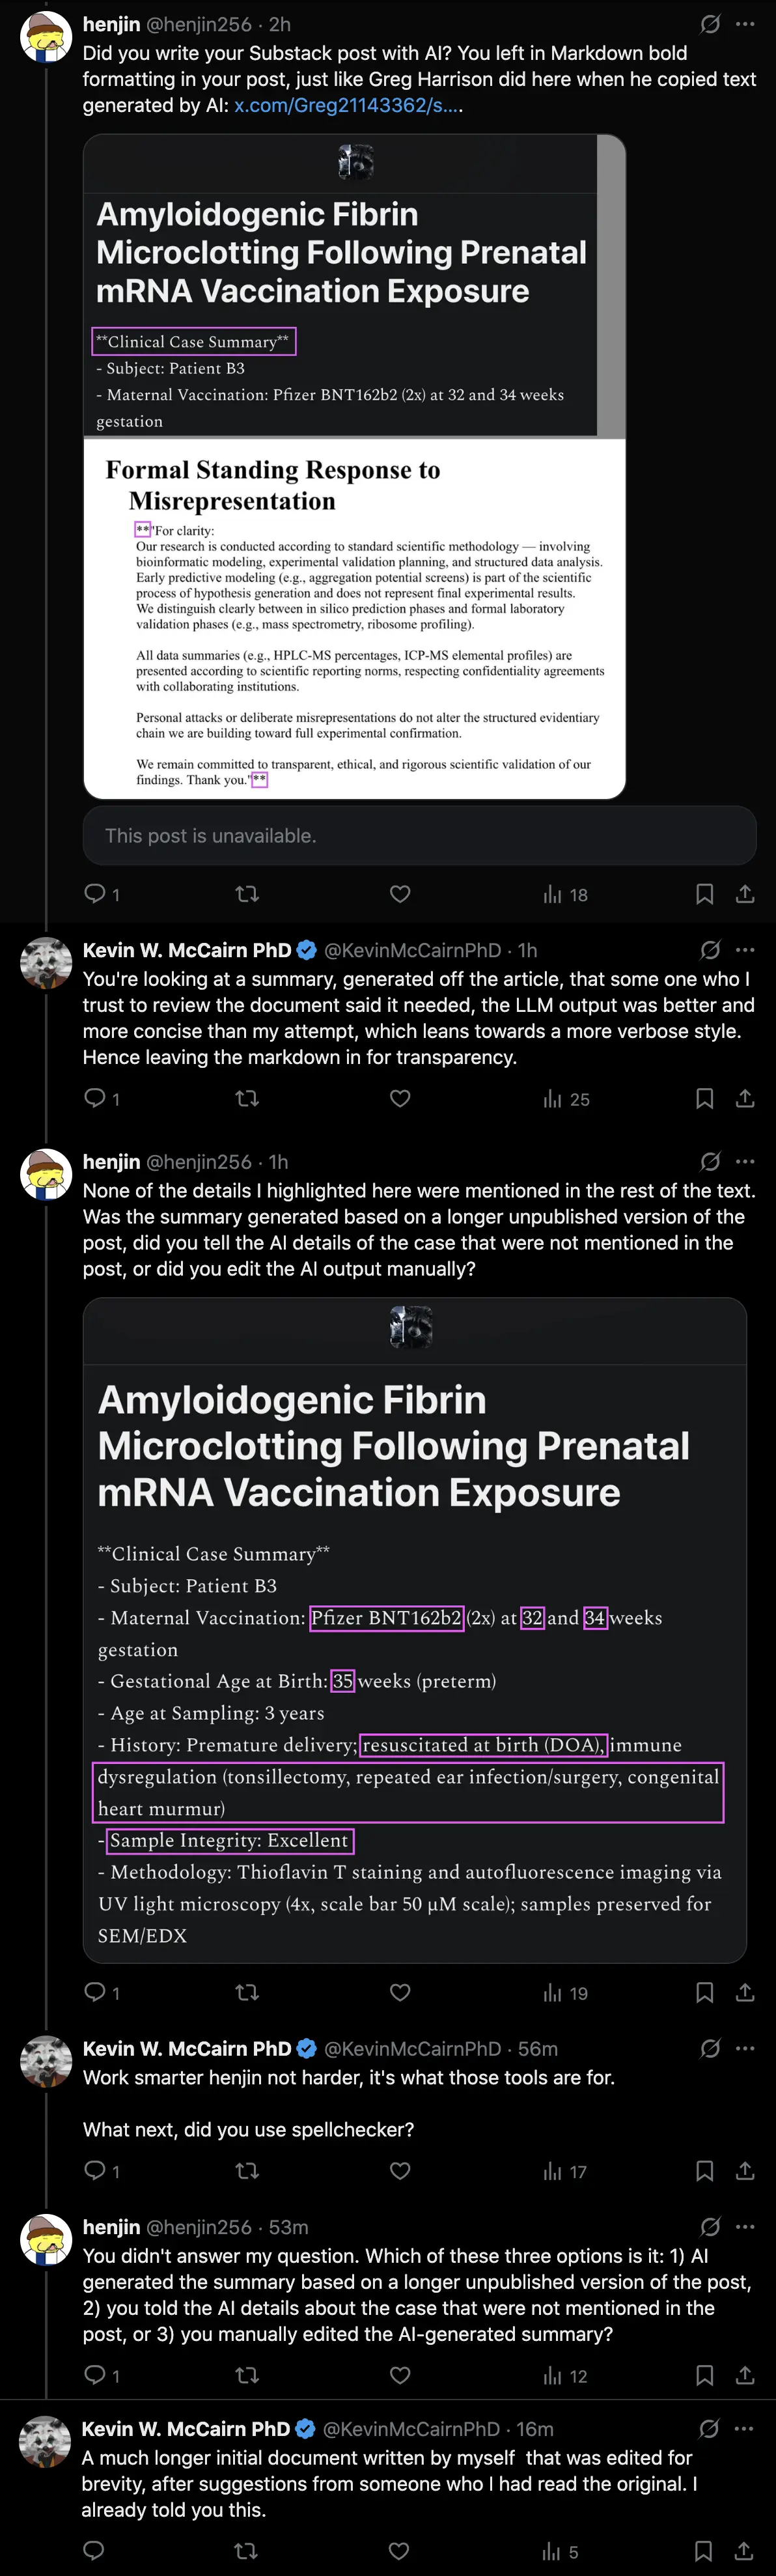 henjin @henjin256 · 2h
Did you write your Substack post with AI? You left in Markdown bold
formatting in your post, just like Greg Harrison did here when he copied text
generated by AI: x.com/Greg21143362/s....
Amyloidogenic Fibrin
Microclotting Following Prenatal
mRNA Vaccination Exposure
**Clinical Case Summary**
- Subject: Patient B3
- Maternal Vaccination: Pfizer BNT162b2 (2x) at 32 and 34 weeks
gestation
Formal Standing Response to
Misrepresentation
**"For clarity:
Our research is conducted according to standard scientific methodology — involving
bioinformatic modeling, experimental validation planning, and structured data analysis.
Early predictive modeling (e.g., aggregation potential screens) is part of the scientific
process of hypothesis generation and does not represent final experimental results.
We distinguish clearly between in silico prediction phases and formal laboratory
validation phases (e.g., mass spectrometry, ribosome profiling).
All data summaries (e.g., HPLC-MS percentages, ICP-MS elemental profiles) are
presented according to scientific reporting norms, respecting confidentiality agreements
with collaborating institutions.
Personal attacks or deliberate misrepresentations do not alter the structured evidentiary
chain we are building toward full experimental confirmation.
We remain committed to transparent, ethical, and rigorous scientific validation of our
findings. Thank you."**
This post is unavailable.
1 18
Kevin W. McCairn PhD @KevinMcCairnPhD · 1h
You're looking at a summary, generated off the article, that some one who I
trust to review the document said it needed, the LLM output was better and
more concise than my attempt, which leans towards a more verbose style.
Hence leaving the markdown in for transparency.
1 25
henjin @henjin256 · 1h
None of the details I highlighted here were mentioned in the rest of the text.
Was the summary generated based on a longer unpublished version of the
post, did you tell the AI details of the case that were not mentioned in the
post, or did you edit the AI output manually?
Amyloidogenic Fibrin
Microclotting Following Prenatal
mRNA Vaccination Exposure
**Clinical Case Summary**
- Subject: Patient B3
- Maternal Vaccination: Pfizer BNT162b2 (2x) at 32 and 34 weeks
gestation
- Gestational Age at Birth: 35 weeks (preterm)
- Age at Sampling: 3 years
- History: Premature delivery; resuscitated at birth (DOA), immune
dysregulation (tonsillectomy, repeated ear infection/surgery, congenital
heart murmur)
- Sample Integrity: Excellent
- Methodology: Thioflavin T staining and autofluorescence imaging via
UV light microscopy (4x, scale bar 50 µM scale); samples preserved for
SEM/EDX
1 19
Kevin W. McCairn PhD @KevinMcCairnPhD · 56m
Work smarter henjin not harder, it's what those tools are for.
What next, did you use spellchecker?
1 17
henjin @henjin256 · 53m
You didn't answer my question. Which of these three options is it: 1) AI
generated the summary based on a longer unpublished version of the post,
2) you told the AI details about the case that were not mentioned in the
post, or 3) you manually edited the AI-generated summary?
1 12
Kevin W. McCairn PhD @KevinMcCairnPhD · 16m
A much longer initial document written by myself  that was edited for
brevity, after suggestions from someone who I had read the original. I
already told you this.
5